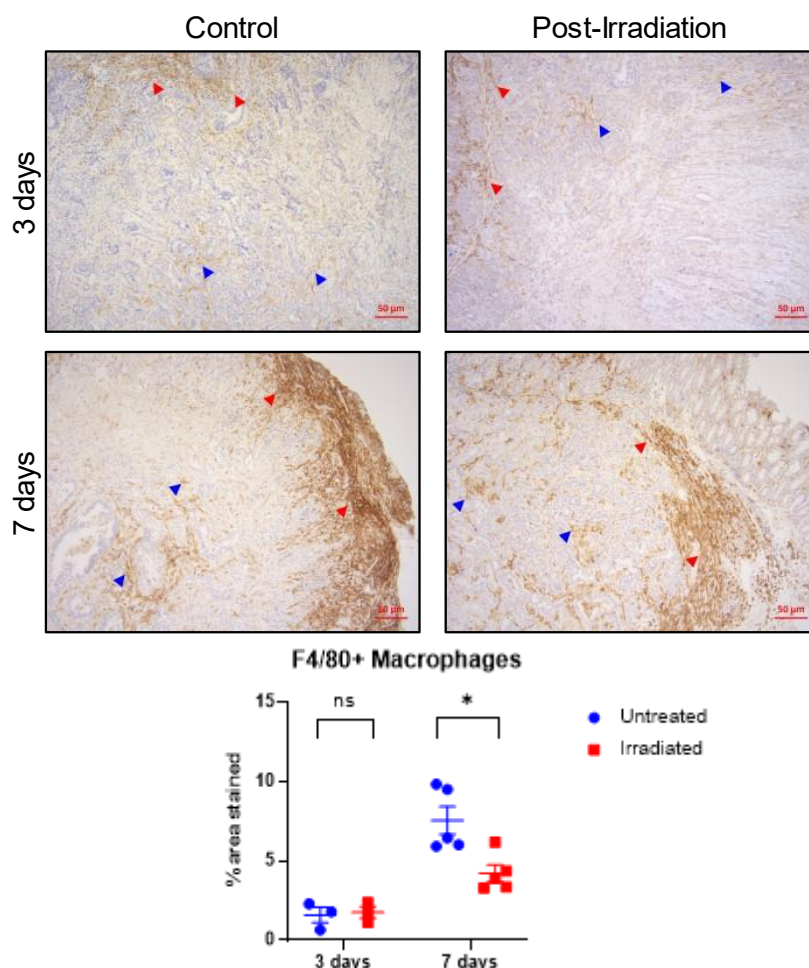 Control Post-Irradiation
3 days
50 µm 50 µm
7 days
50 µm 50 µm
F4/80+ Macrophages
% area stained
15
10
5
0
ns
*
Untreated
Irradiated
3 days 7 days